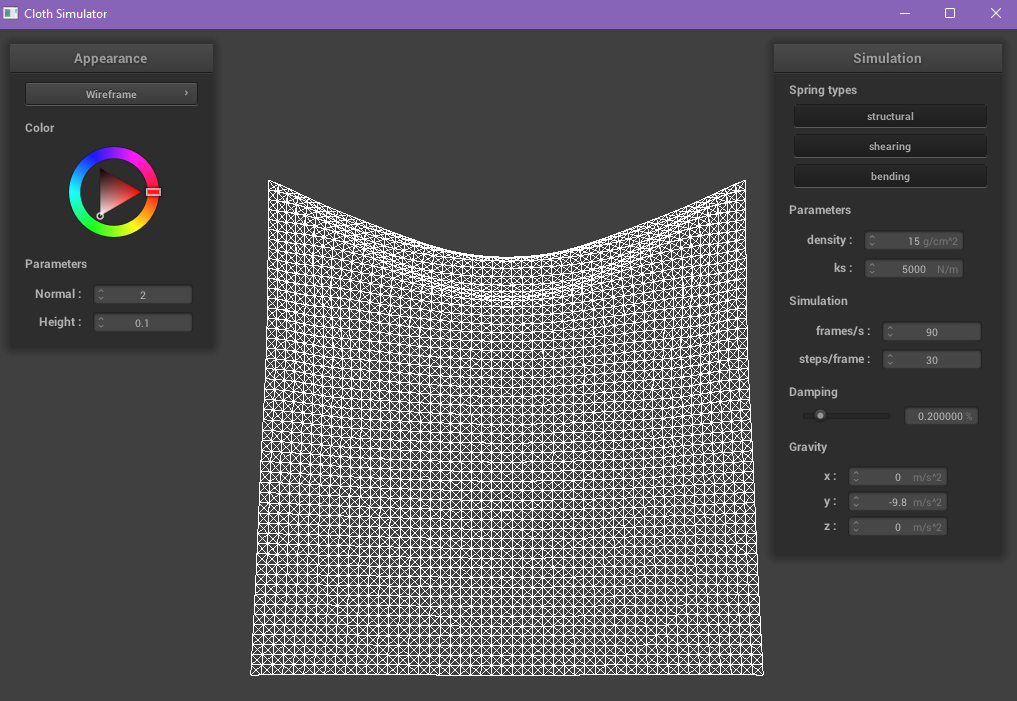 Cloth Simulator
Appearance
Wireframe
Color
Parameters
Normal : 2
Height : 0.1
Simulation
Spring types
structural
shearing
bending
Parameters
density : 15 g/cm^2
ks : 5000 N/m
Simulation
frames/s : 90
steps/frame : 30
Damping
0.200000 %
Gravity
x : 0 m/s^2
y : -9.8 m/s^2
z : 0 m/s^2